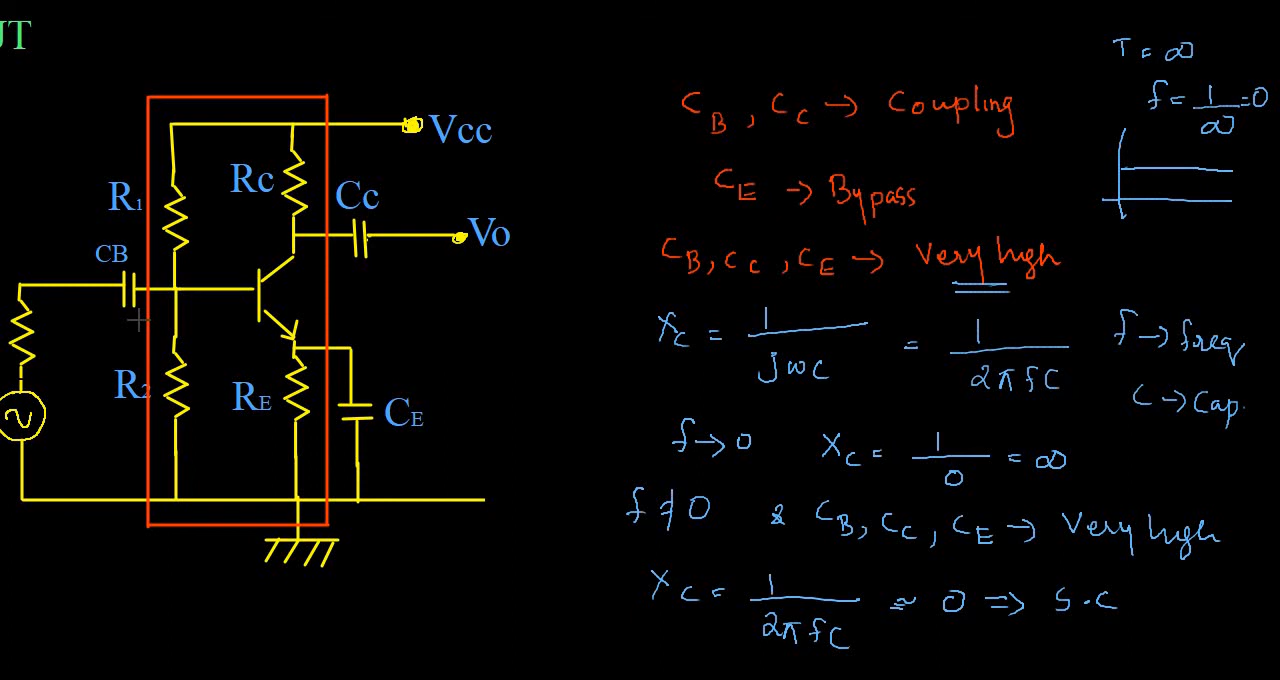 UT
Vcc
R1
Rc
Cc
Vo
CB
R2
RE
CE
CB, Cc → Coupling
CE → Bypass
CB, Cc, CE → Very high
Xc = 1/jωC = 1/2πfC
f → freq
C → Cap.
f → 0 Xc = 1/0 = ∞
f ≠ 0 & CB, Cc, CE → Very high
Xc = 1/2πfC ≈ 0 ⇒ S.C
T = ∞
f = 1/∞ = 0